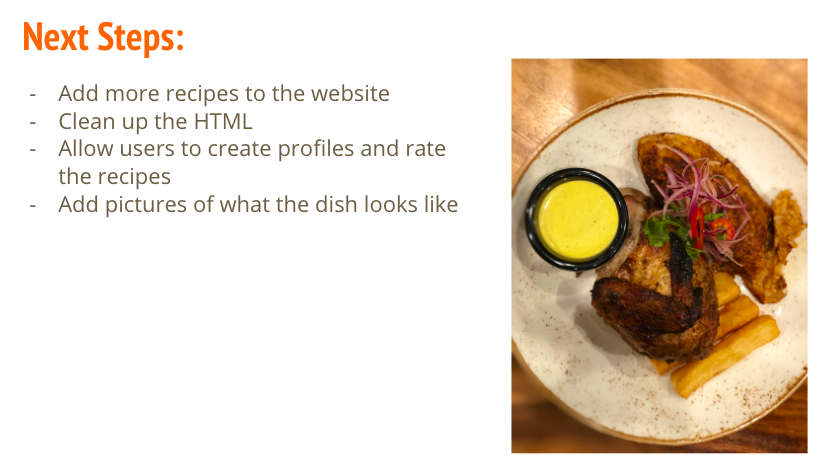 Next Steps:
- Add more recipes to the website
- Clean up the HTML
- Allow users to create profiles and rate
the recipes
- Add pictures of what the dish looks like